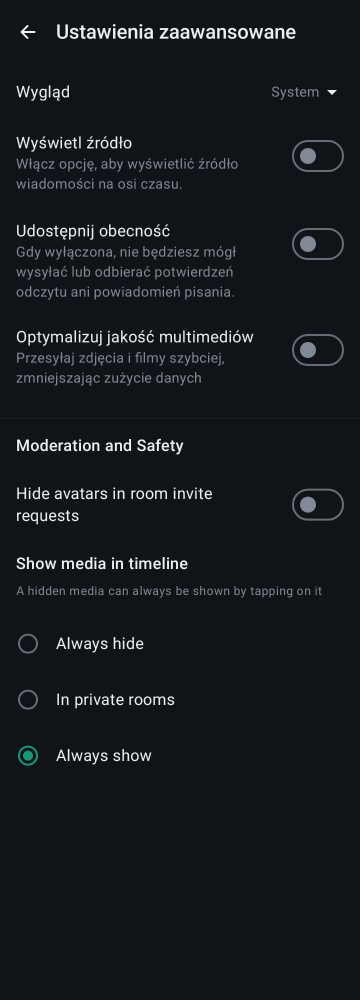 Ustawienia zaawansowane
Wygląd
System
Wyświetl źródło
Włącz opcję, aby wyświetlić źródło
wiadomości na osi czasu.
Udostępnij obecność
Gdy wyłączona, nie będziesz mógł
wysyłać lub odbierać potwierdzeń
odczytu ani powiadomień pisania.
Optymalizuj jakość multimediów
Przesyłaj zdjęcia i filmy szybciej,
zmniejszając zużycie danych
Moderation and Safety
Hide avatars in room invite
requests
Show media in timeline
A hidden media can always be shown by tapping on it
Always hide
In private rooms
Always show